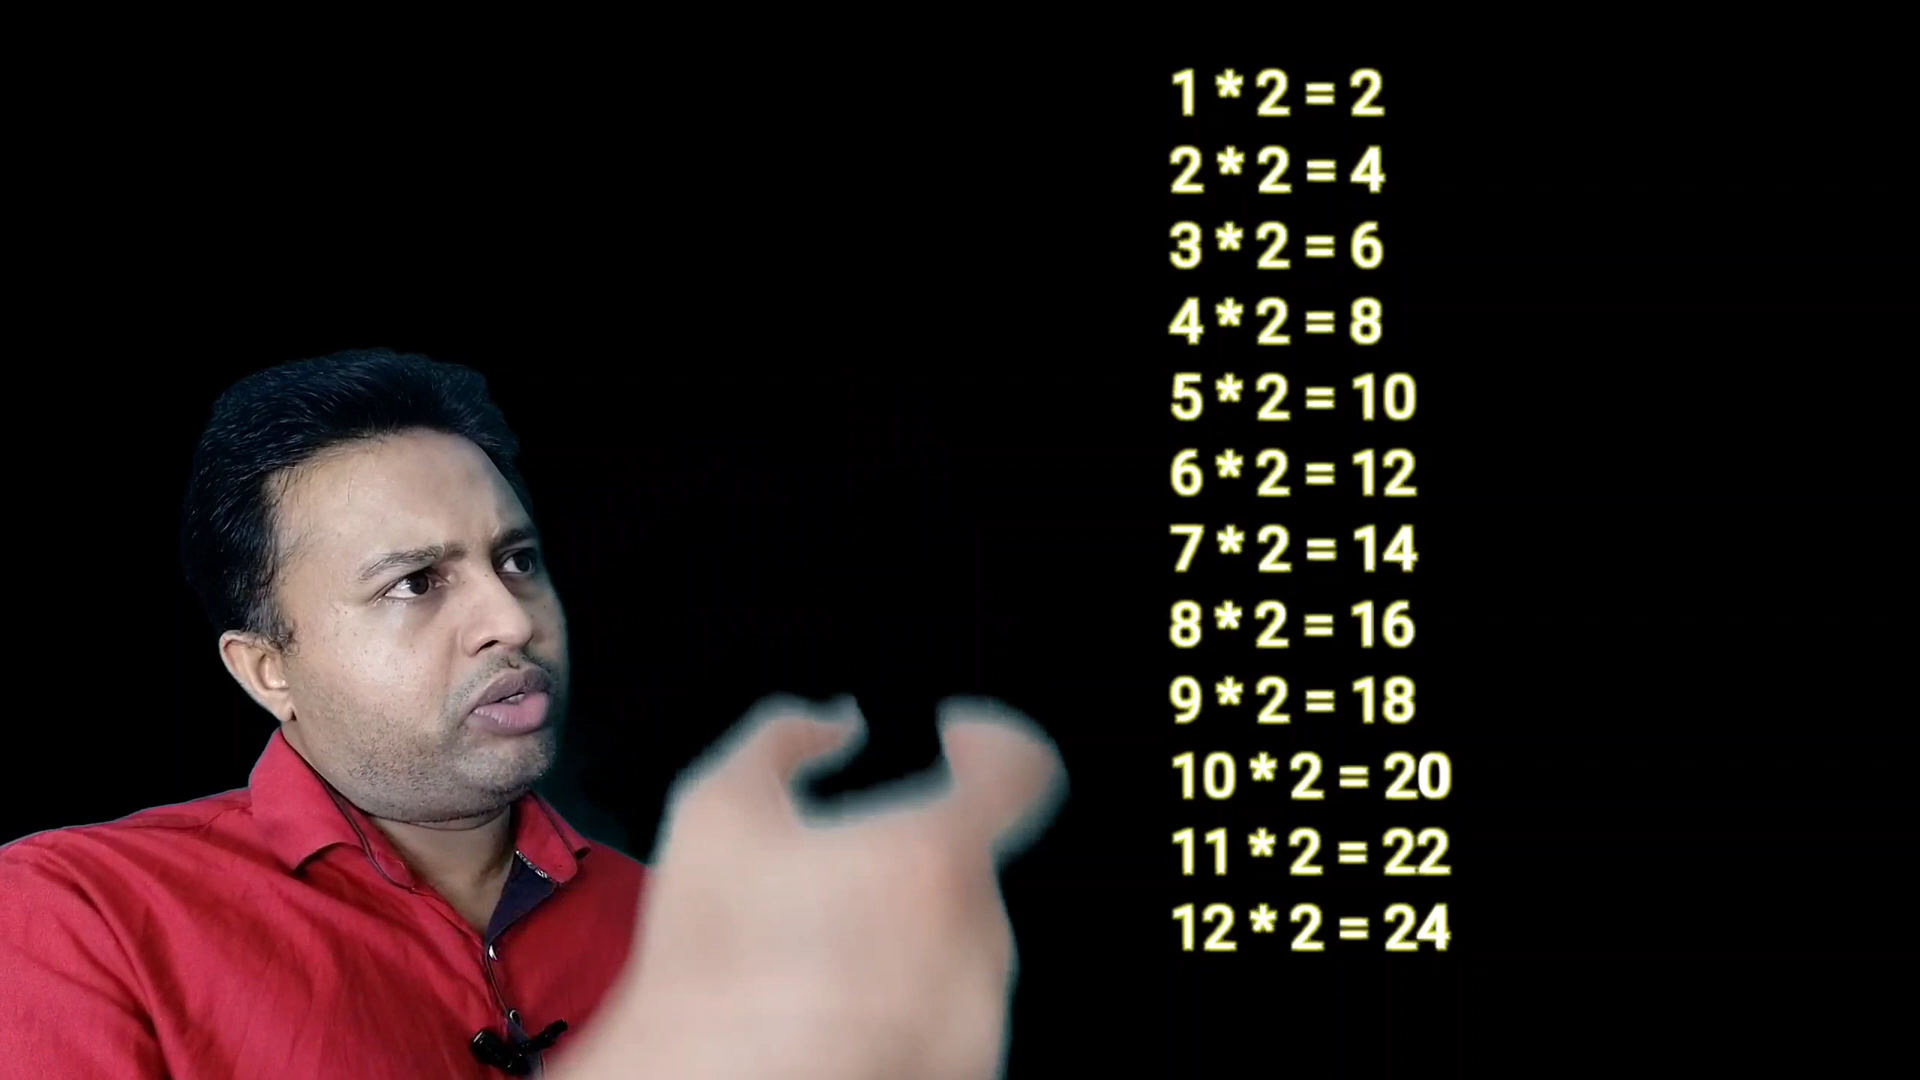 1 * 2 = 2
2 * 2 = 4
3 * 2 = 6
4 * 2 = 8
5 * 2 = 10
6 * 2 = 12
7 * 2 = 14
8 * 2 = 16
9 * 2 = 18
10 * 2 = 20
11 * 2 = 22
12 * 2 = 24